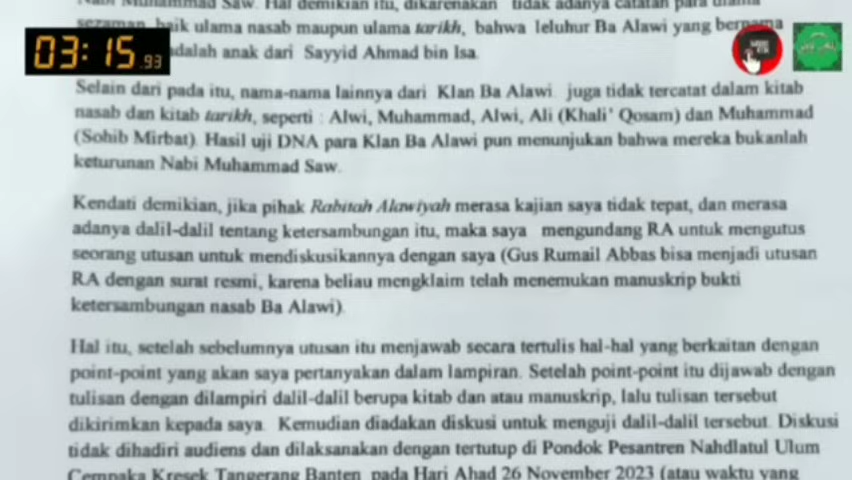 Nabi Muhammad Saw. Hal demikian itu, dikarenakan tidak adanya catatan para ulama
sezaman, baik ulama nasab maupun ulama tarikh, bahwa leluhur Ba Alawi yang bernama
03:15.93
adalah anak dari Sayyid Ahmad bin Isa.
Selain dari pada itu, nama-nama lainnya dari Klan Ba Alawi juga tidak tercatat dalam kitab
nasab dan kitab tarikh, seperti : Alwi, Muhammad, Alwi, Ali (Khali' Qosam) dan Muhammad
(Sohib Mirbat). Hasil uji DNA para Klan Ba Alawi pun menunjukan bahwa mereka bukanlah
keturunan Nabi Muhammad Saw.
Kendati demikian, jika pihak Rabitah Alawiyah merasa kajian saya tidak tepat, dan merasa
adanya dalil-dalil tentang ketersambungan itu, maka saya mengundang RA untuk mengutus
seorang utusan untuk mendiskusikannya dengan saya (Gus Rumail Abbas bisa menjadi utusan
RA dengan surat resmi, karena beliau mengklaim telah menemukan manuskrip bukti
ketersambungan nasab Ba Alawi).
Hal itu, setelah sebelumnya utusan itu menjawab secara tertulis hal-hal yang berkaitan dengan
point-point yang akan saya pertanyakan dalam lampiran. Setelah point-point itu dijawab dengan
tulisan dengan dilampiri dalil-dalil berupa kitab dan atau manuskrip, lalu tulisan tersebut
dikirimkan kepada saya. Kemudian diadakan diskusi untuk menguji dalil-dalil tersebut. Diskusi
tidak dihadiri audiens dan dilaksanakan dengan tertutup di Pondok Pesantren Nahdlatul Ulum
Cempaka Kresek Tangerang Banten, pada Hari Ahad 26 November 2023 (atau waktu yang